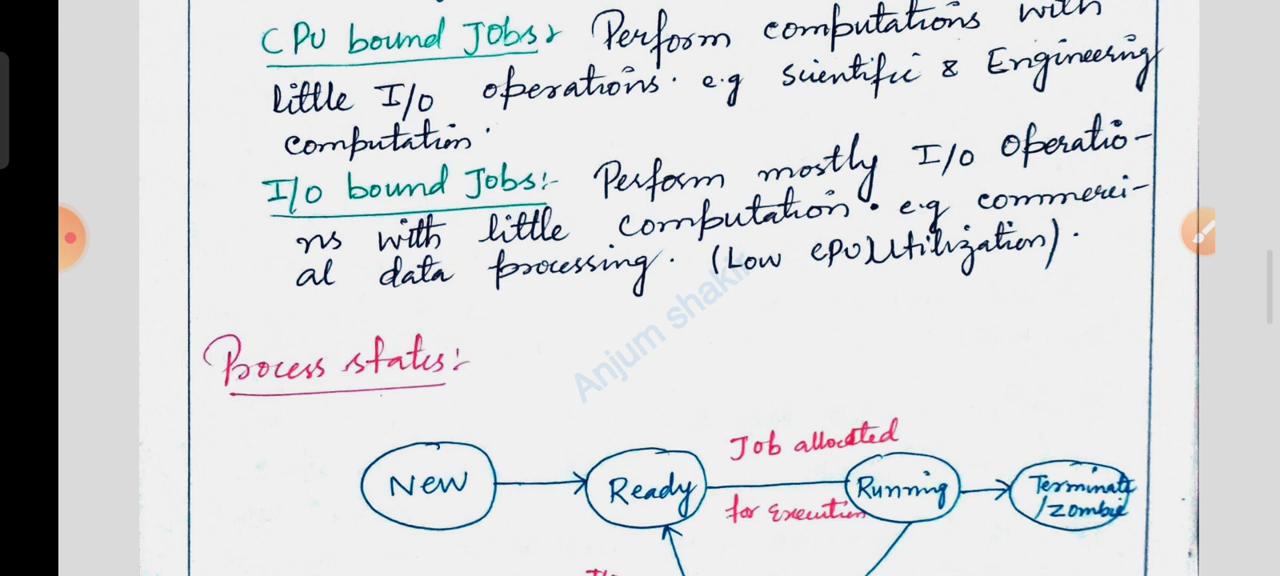 CPU bound Jobs:- Perform computations with
little I/O operations. e.g scientific & Engineering
computation.
I/O bound Jobs:- Perform mostly I/O operatio-
ns with little computation. e.g commerci-
al data processing. (Low CPU Utilization).
Anjum shakir
Process states:-
New
Ready
Job allocated
for execution
Running
Terminate
/zombie